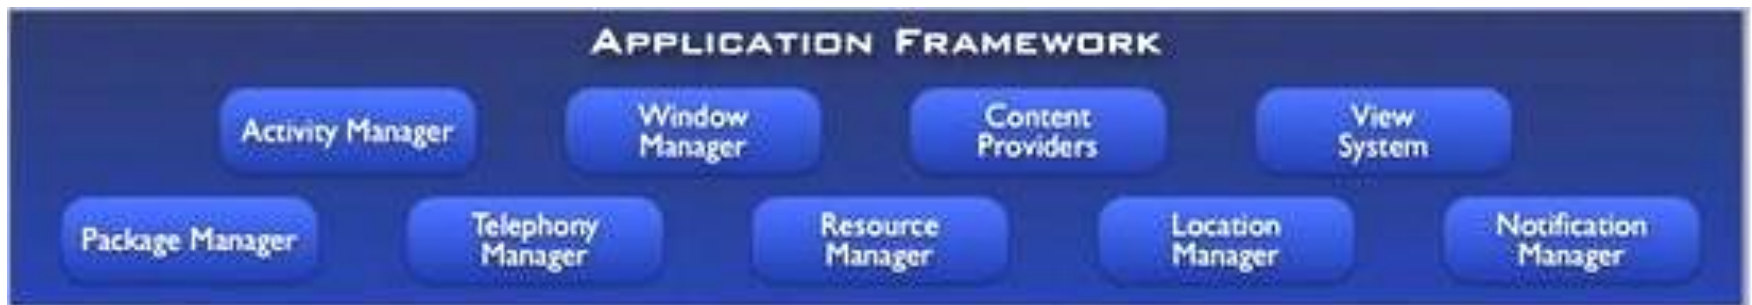 APPLICATION FRAMEWORK
Activity Manager
Window
Manager
Content
Providers
View
System
Package Manager
Telephony
Manager
Resource
Manager
Location
Manager
Notification
Manager